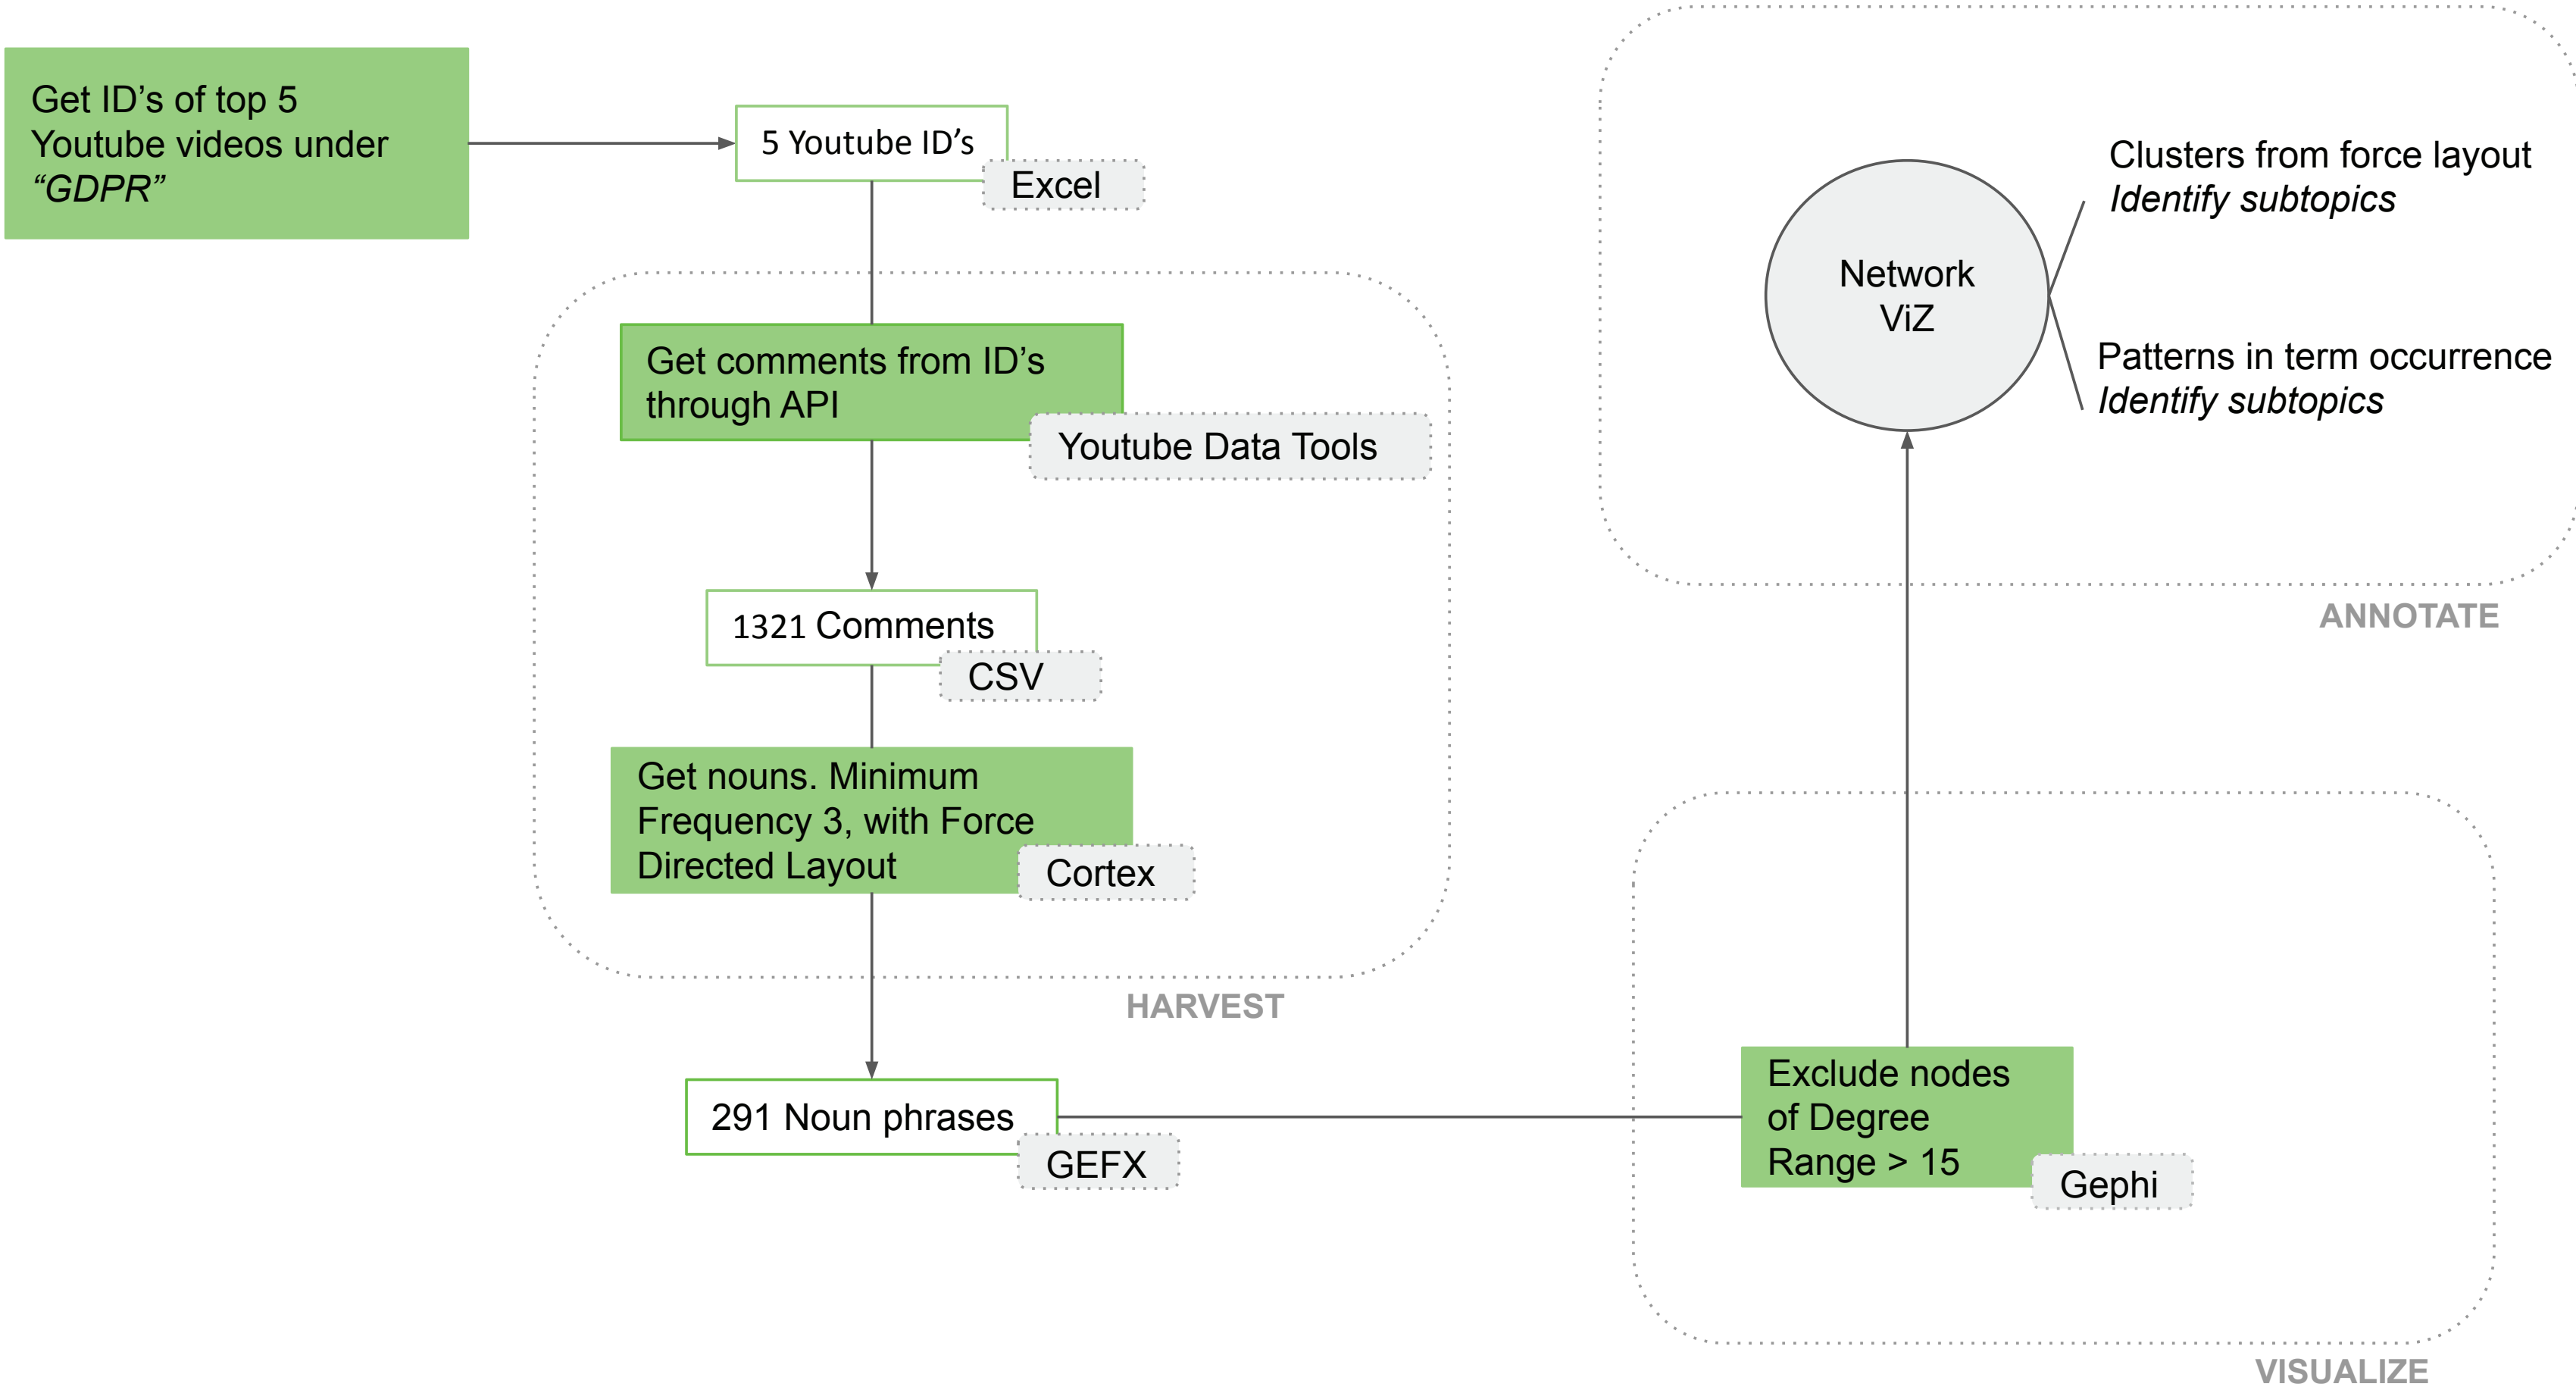 Get ID’s of top 5
Youtube videos under
“GDPR”
5 Youtube ID’s
Excel
Get comments from ID’s
through API
Youtube Data Tools
1321 Comments
CSV
Get nouns. Minimum
Frequency 3, with Force
Directed Layout
Cortex
HARVEST
291 Noun phrases
GEFX
Exclude nodes
of Degree
Range > 15
Gephi
VISUALIZE
Network
ViZ
Clusters from force layout
Identify subtopics
Patterns in term occurrence
Identify subtopics
ANNOTATE